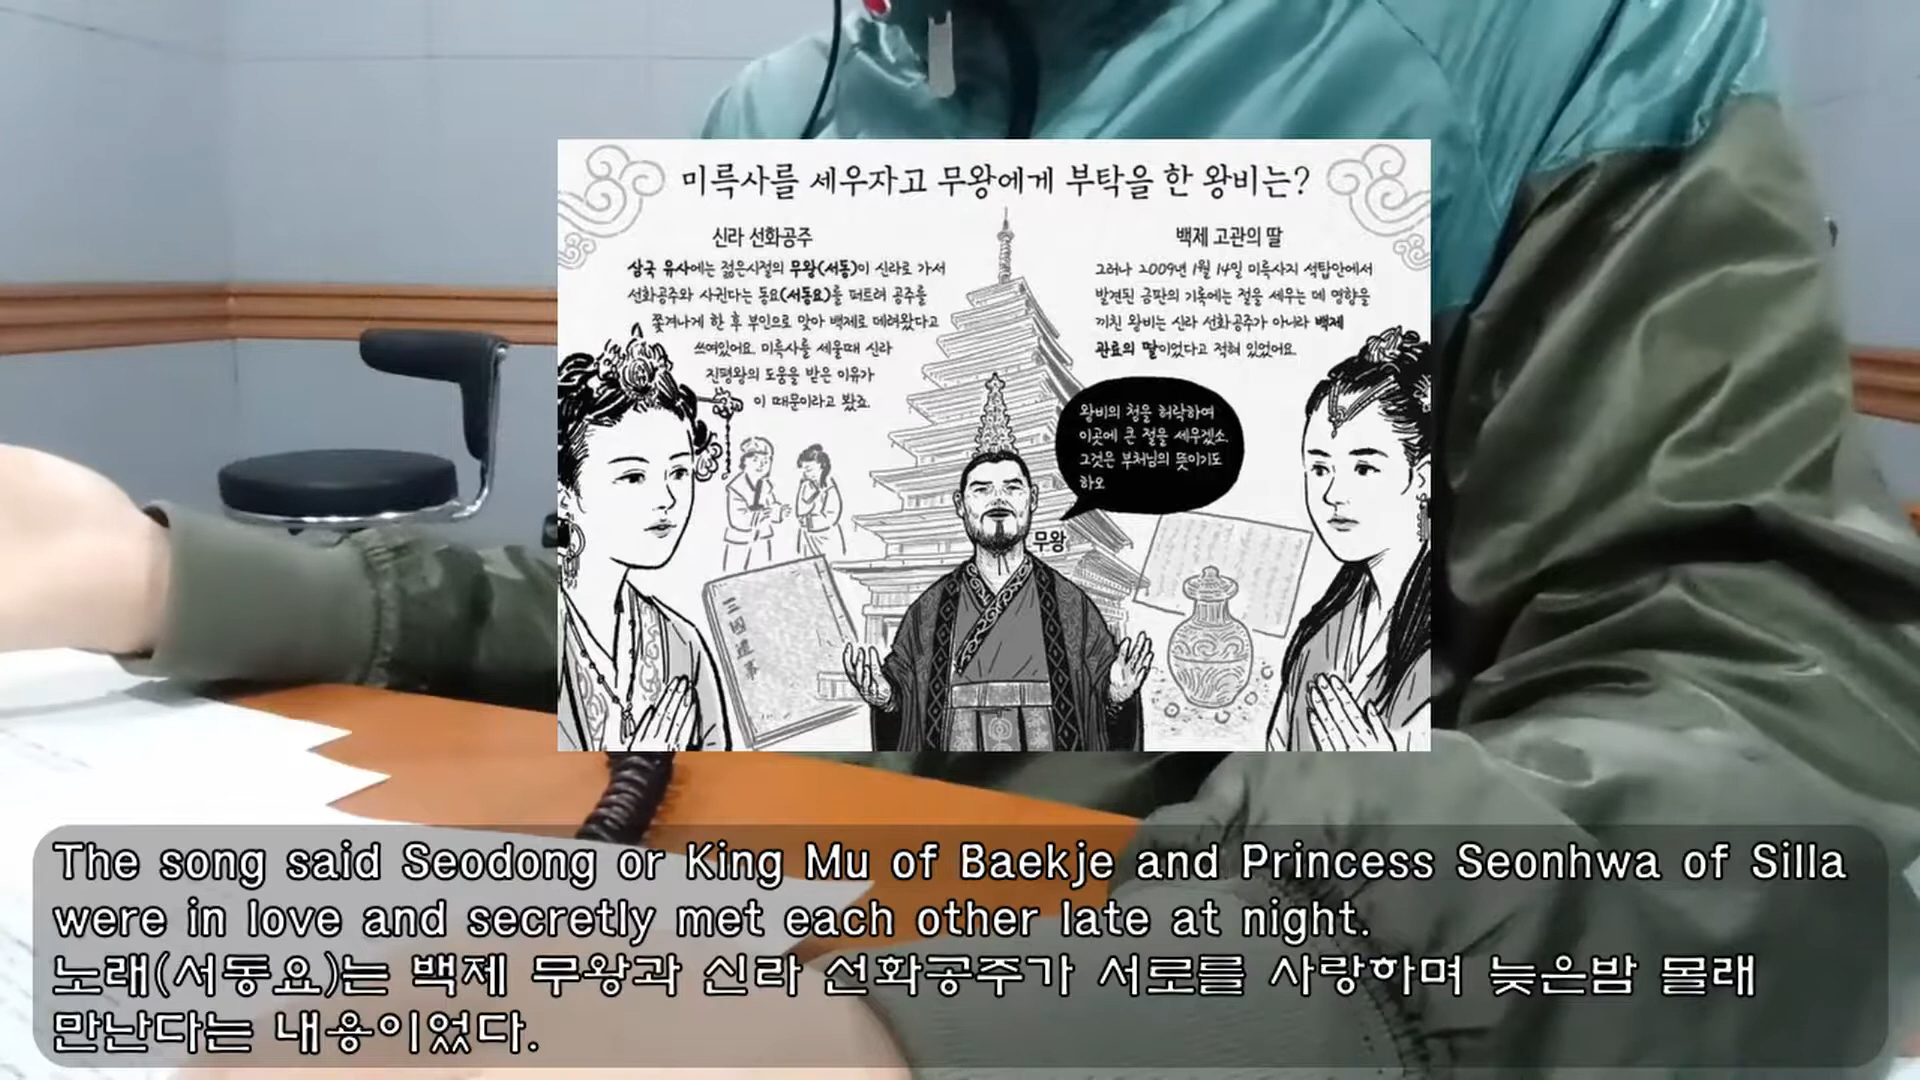 미륵사를 세우자고 무왕에게 부탁을 한 왕비는?
신라 선화공주
삼국 유사에는 젊은시절의 무왕(서동)이 신라로 가서
선화공주와 사귄다는 동요(서동요)를 퍼트려 공주를
쫓겨나게 한 후 부인으로 맞아 백제로 데려왔다고
쓰여있어요. 미륵사를 세울때 신라
진평왕의 도움을 받은 이유가
이 때문이라고 봤죠.
백제 고관의 딸
그러나 2009년 1월 14일 미륵사지 석탑안에서
발견된 금판의 기록에는 절을 세우는 데 영향을
끼친 왕비는 신라 선화공주가 아니라 백제
관료의 딸이었다고 적혀 있었어요.
왕비의 청을 허락하여
이곳에 큰 절을 세우겠소.
그것은 부처님의 뜻이기도
하오
무왕
三國遺事
The song said Seodong or King Mu of Baekje and Princess Seonhwa of Silla
were in love and secretly met each other late at night.
노래(서동요)는 백제 무왕과 신라 선화공주가 서로를 사랑하며 늦은밤 몰래
만난다는 내용이었다.